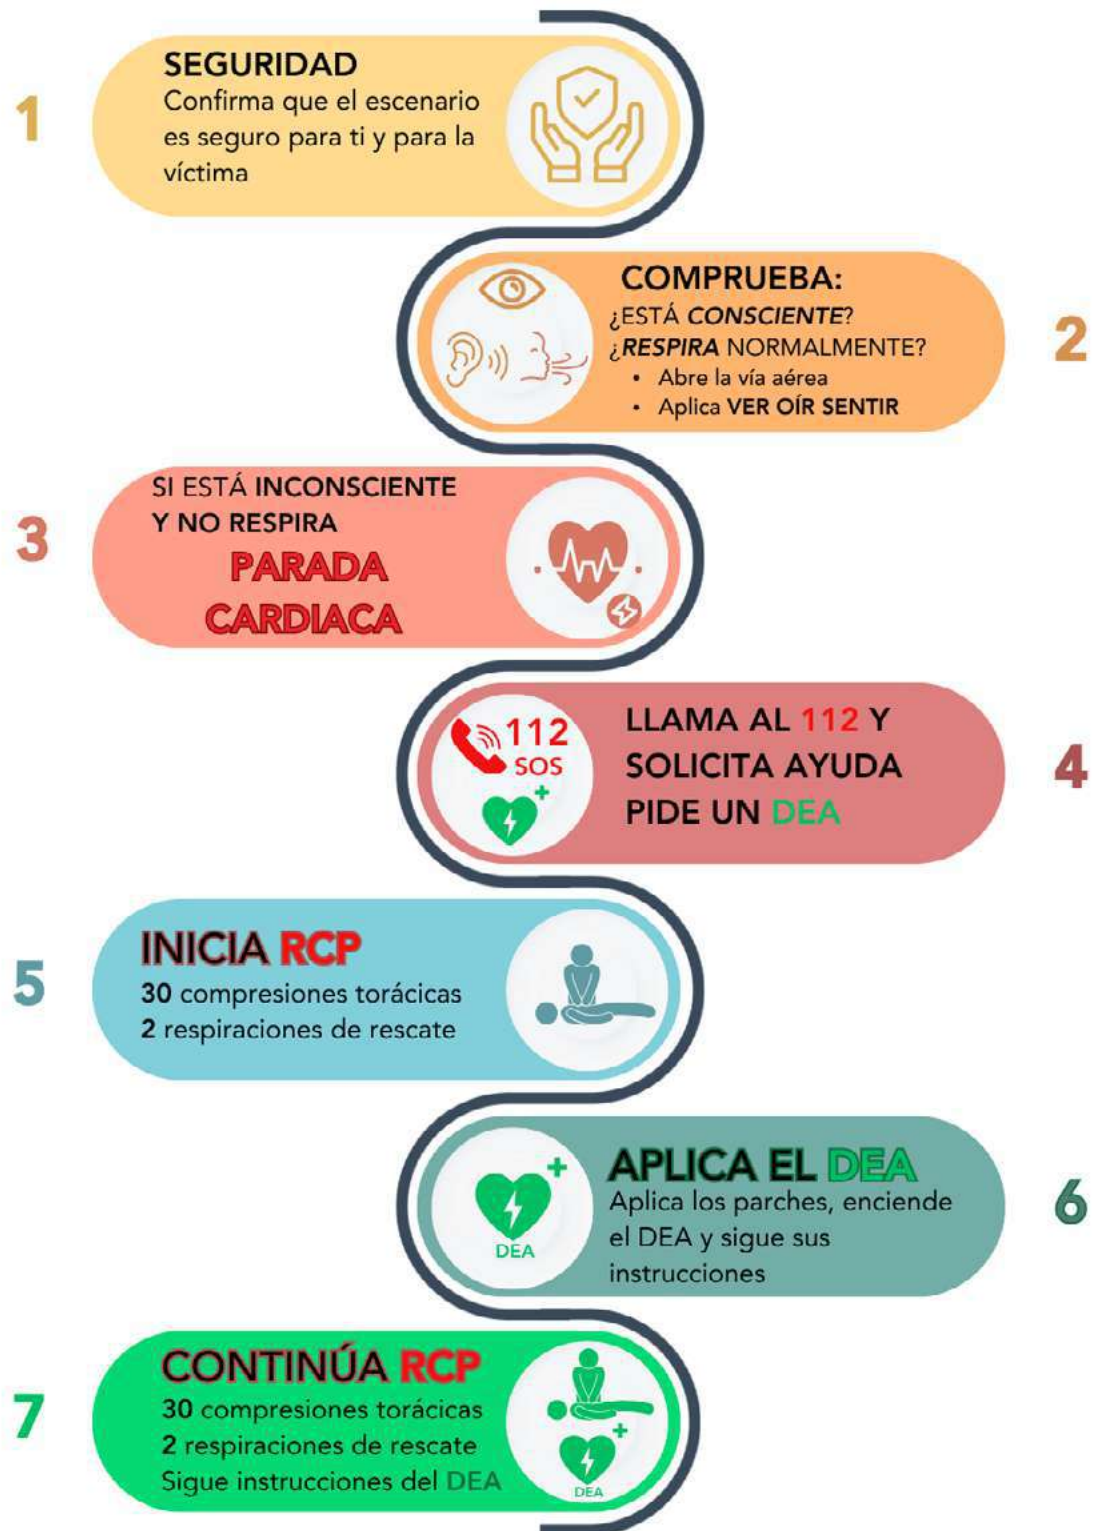 1
SEGURIDAD
Confirma que el escenario
es seguro para ti y para la
víctima
COMPRUEBA:
¿ESTÁ CONSCIENTE?
¿RESPIRA NORMALMENTE?
• Abre la vía aérea
• Aplica VER OÍR SENTIR
2
3
SI ESTÁ INCONSCIENTE
Y NO RESPIRA
PARADA
CARDIACA
112
SOS
LLAMA AL 112 Y
SOLICITA AYUDA
PIDE UN DEA
4
5
INICIA RCP
30 compresiones torácicas
2 respiraciones de rescate
DEA
APLICA EL DEA
Aplica los parches, enciende
el DEA y sigue sus
instrucciones
6
7
CONTINÚA RCP
30 compresiones torácicas
2 respiraciones de rescate
Sigue instrucciones del DEA
DEA